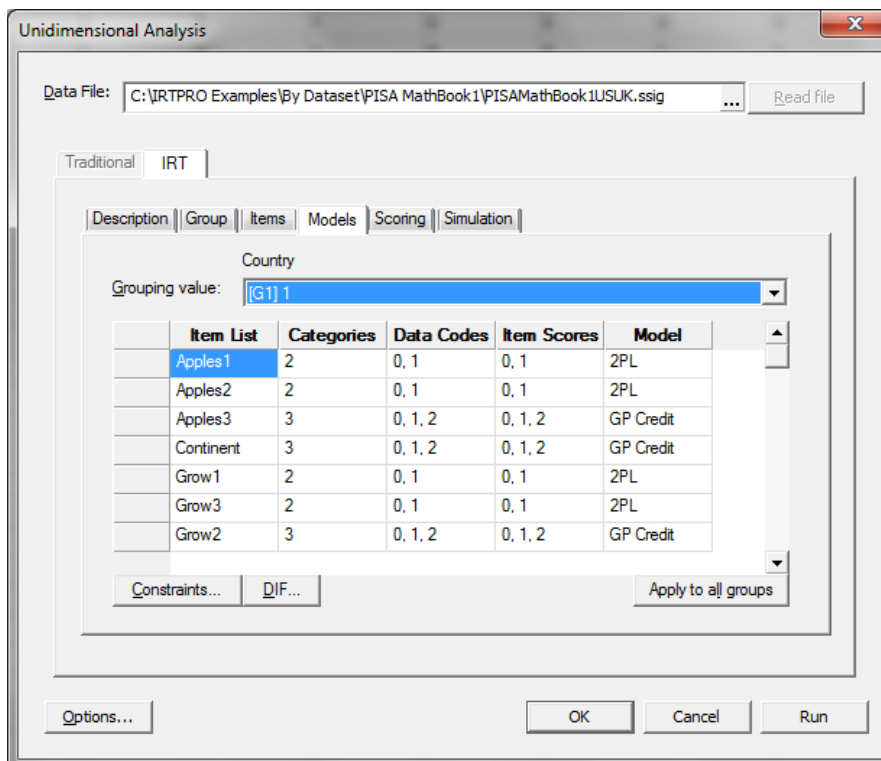 Unidimensional Analysis
Data File: C:\IRTPRO Examples\By Dataset\PISA MathBook1\PISAMathBook1USUK.ssig ... Read file
Traditional IRT
Description Group Items Models Scoring Simulation
Country
Grouping value: [G1] 1
Item List Categories Data Codes Item Scores Model
Apples1 2 0, 1 0, 1 2PL
Apples2 2 0, 1 0, 1 2PL
Apples3 3 0, 1, 2 0, 1, 2 GP Credit
Continent 3 0, 1, 2 0, 1, 2 GP Credit
Grow1 2 0, 1 0, 1 2PL
Grow3 2 0, 1 0, 1 2PL
Grow2 3 0, 1, 2 0, 1, 2 GP Credit
Constraints... DIF... Apply to all groups
Options... OK Cancel Run